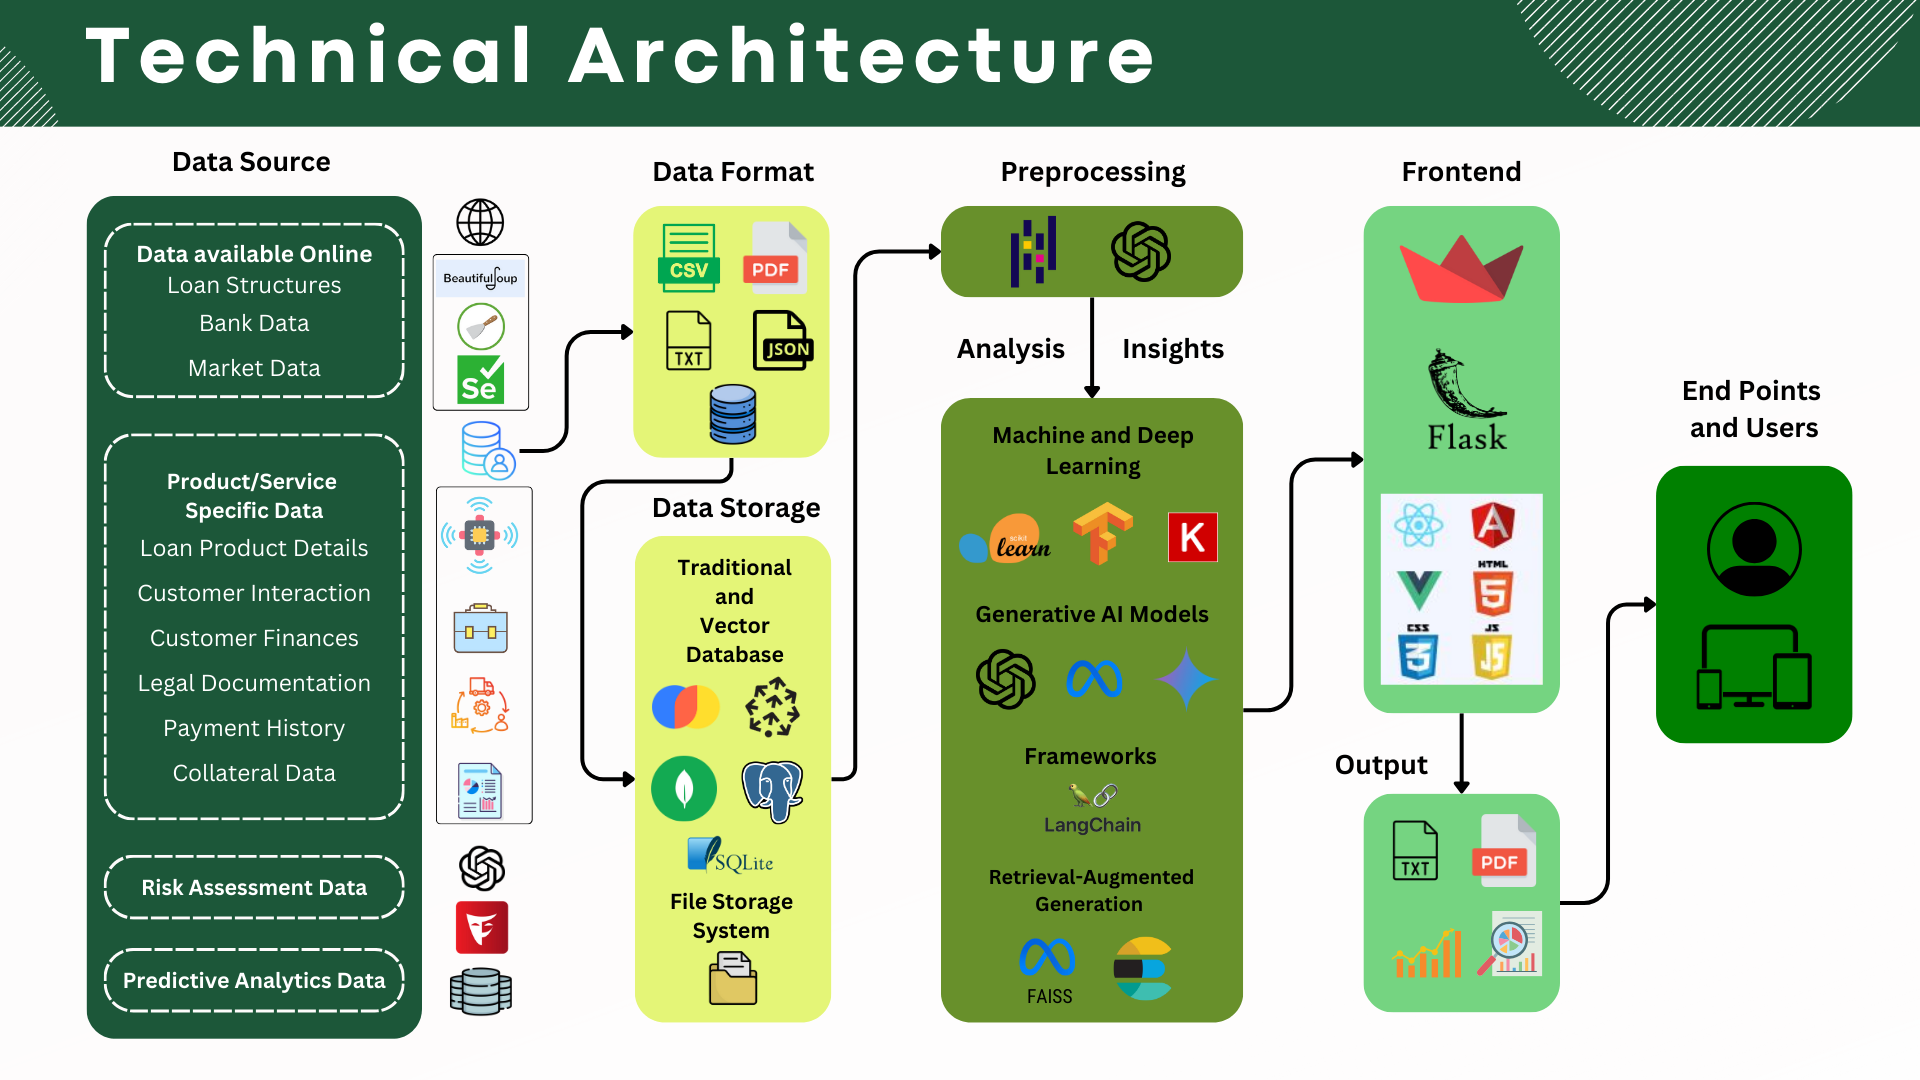 Technical Architecture
Data Source
Data available Online
Loan Structures
Bank Data
Market Data
Product/Service
Specific Data
Loan Product Details
Customer Interaction
Customer Finances
Legal Documentation
Payment History
Collateral Data
Risk Assessment Data
Predictive Analytics Data
BeautifulSoup
Se
Data Format
CSV
PDF
TXT
JSON
Data Storage
Traditional
and
Vector
Database
SQLite
File Storage
System
Preprocessing
Analysis
Insights
Machine and Deep
Learning
scikit
learn
K
Generative AI Models
Frameworks
LangChain
Retrieval-Augmented
Generation
FAISS
Frontend
Flask
A
HTML
5
CSS
3
JS
JS
Output
TXT
PDF
End Points
and Users